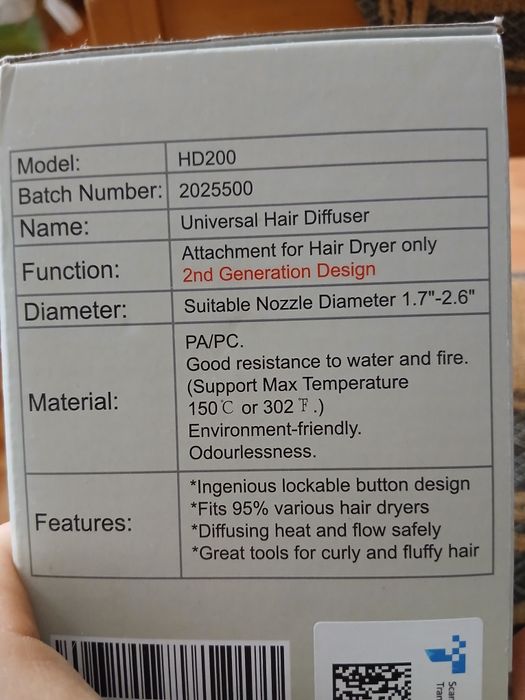 Model: HD200
Batch Number: 2025500
Name: Universal Hair Diffuser
Function: Attachment for Hair Dryer only
2nd Generation Design
Diameter: Suitable Nozzle Diameter 1.7"-2.6"
Material: PA/PC.
Good resistance to water and fire.
(Support Max Temperature
150℃ or 302℉.)
Environment-friendly.
Odourlessness.
Features: *Ingenious lockable button design
*Fits 95% various hair dryers
*Diffusing heat and flow safely
*Great tools for curly and fluffy hair